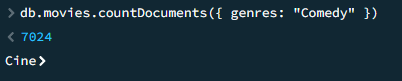 > db.movies.countDocuments({ genres: "Comedy" })
< 7024
Cine>